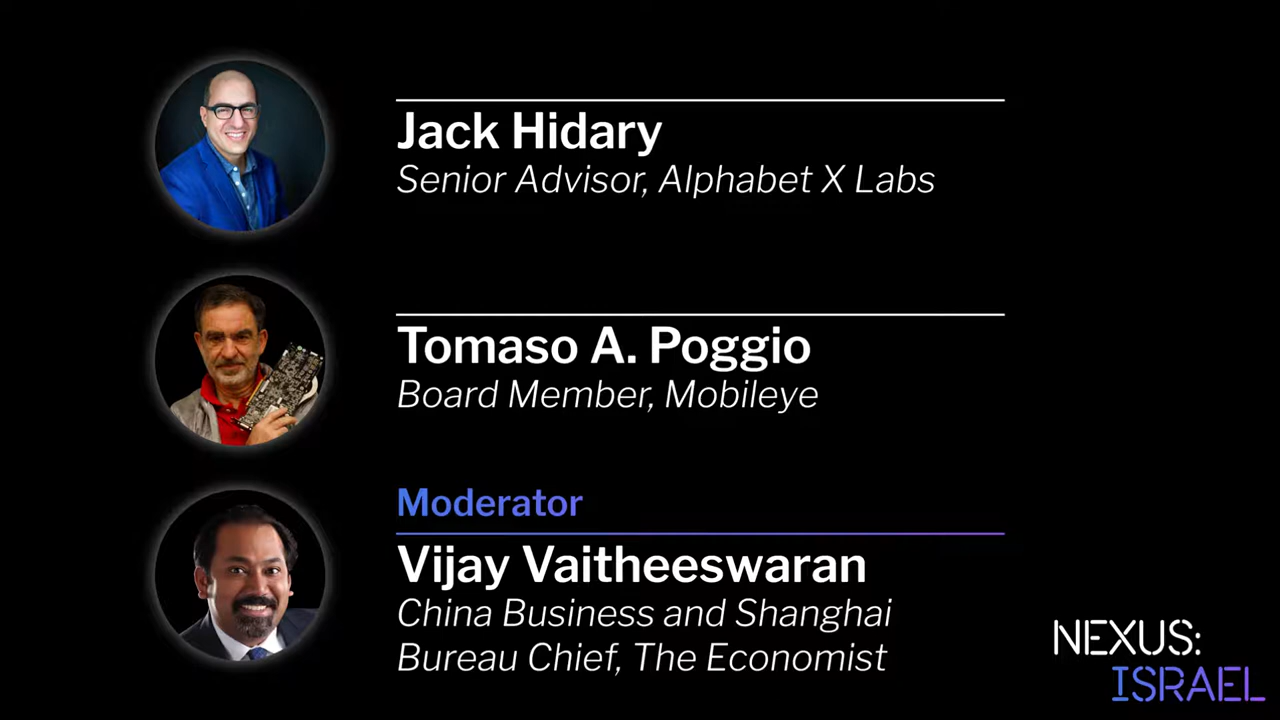 Jack Hidary
Senior Advisor, Alphabet X Labs
Tomaso A. Poggio
Board Member, Mobileye
Moderator
Vijay Vaitheeswaran
China Business and Shanghai
Bureau Chief, The Economist
NEXUS:
ISRAEL